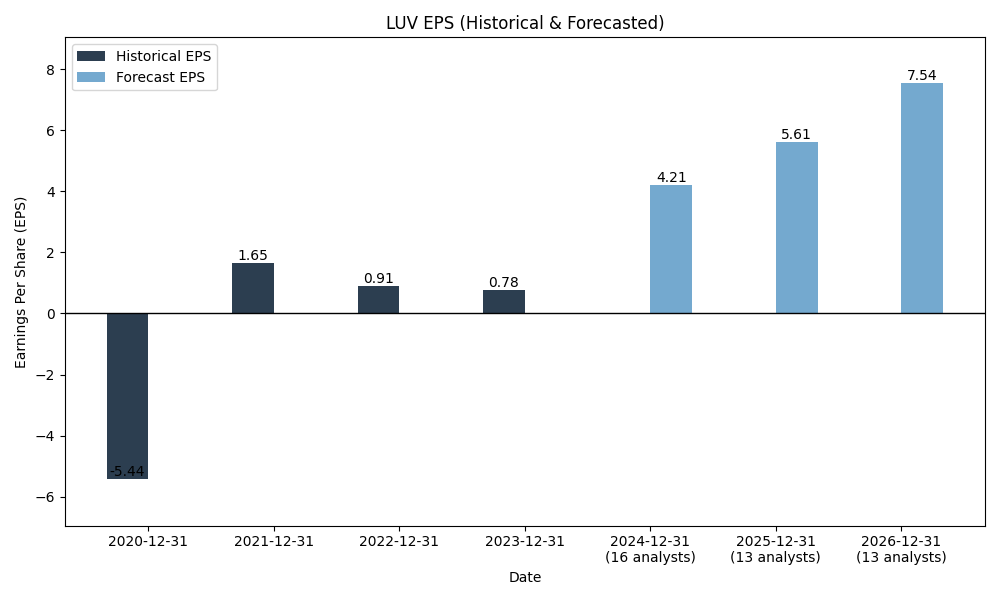 LUV EPS (Historical & Forecasted)
Historical EPS
Forecast EPS
Earnings Per Share (EPS)
8
6
4
2
0
−2
−4
−6
-5.44
1.65
0.91
0.78
4.21
5.61
7.54
2020-12-31
2021-12-31
2022-12-31
2023-12-31
2024-12-31
(16 analysts)
2025-12-31
(13 analysts)
2026-12-31
(13 analysts)
Date